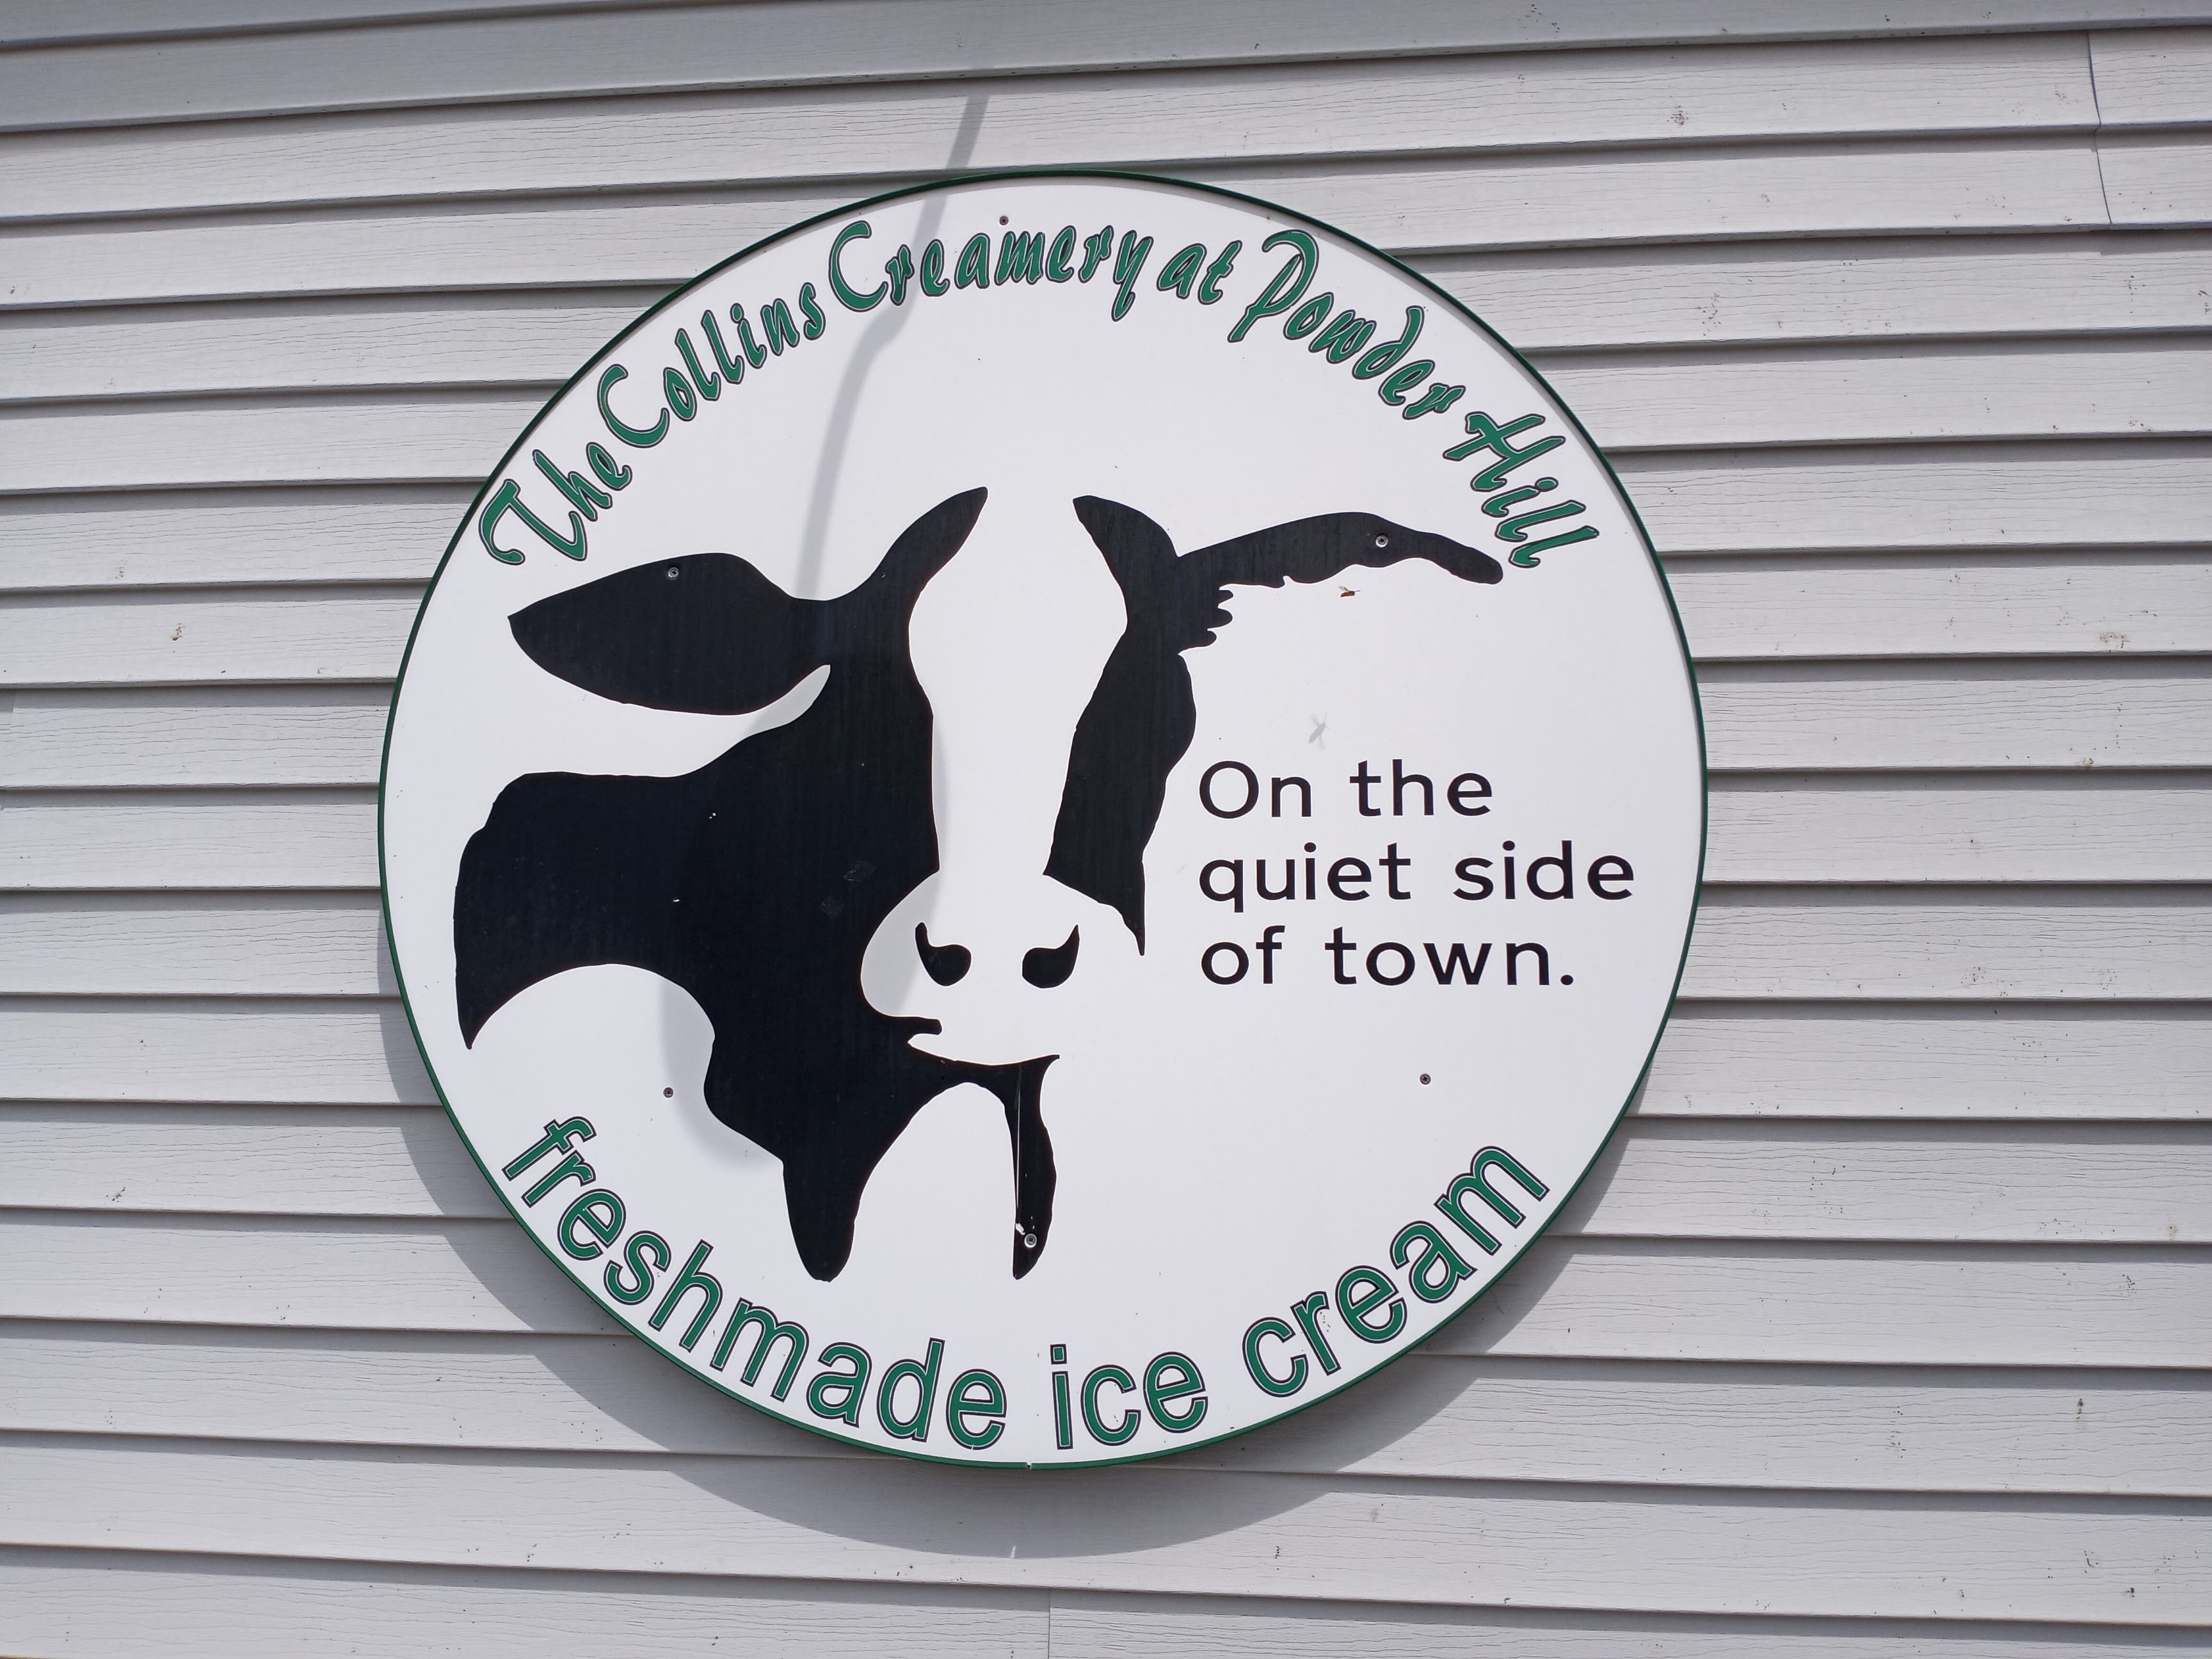 The Collins Creamery at Powder Hill
On the
quiet side
of town.
freshmade ice cream